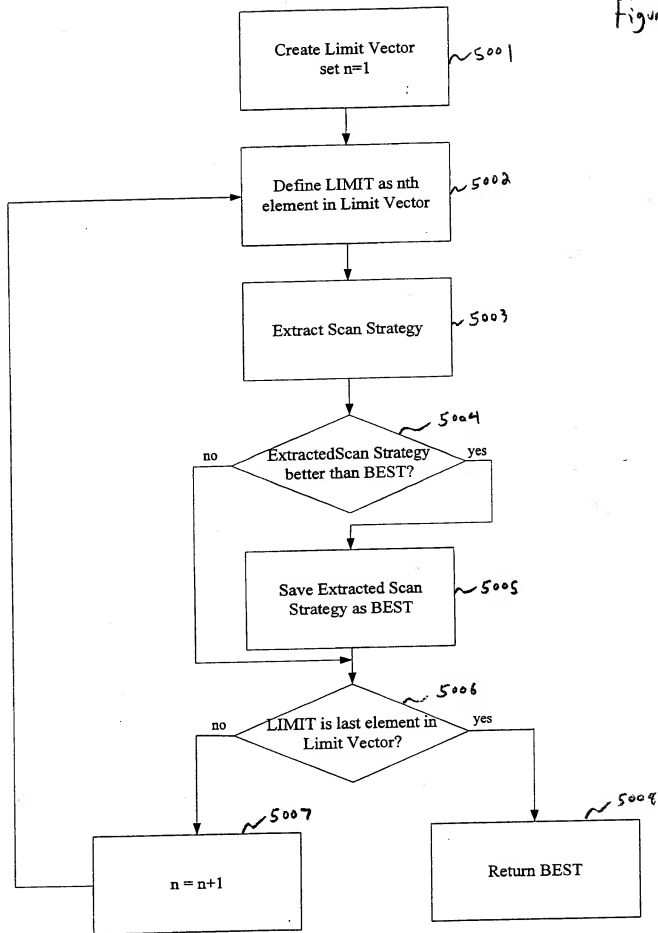 Create Limit Vector
set n=1
5001
Define LIMIT as nth
element in Limit Vector
5002
Extract Scan Strategy
5003
5004
no
ExtractedScan Strategy
better than BEST?
yes
Save Extracted Scan
Strategy as BEST
5005
5006
no
LIMIT is last element in
Limit Vector?
yes
5007
n = n+1
5008
Return BEST